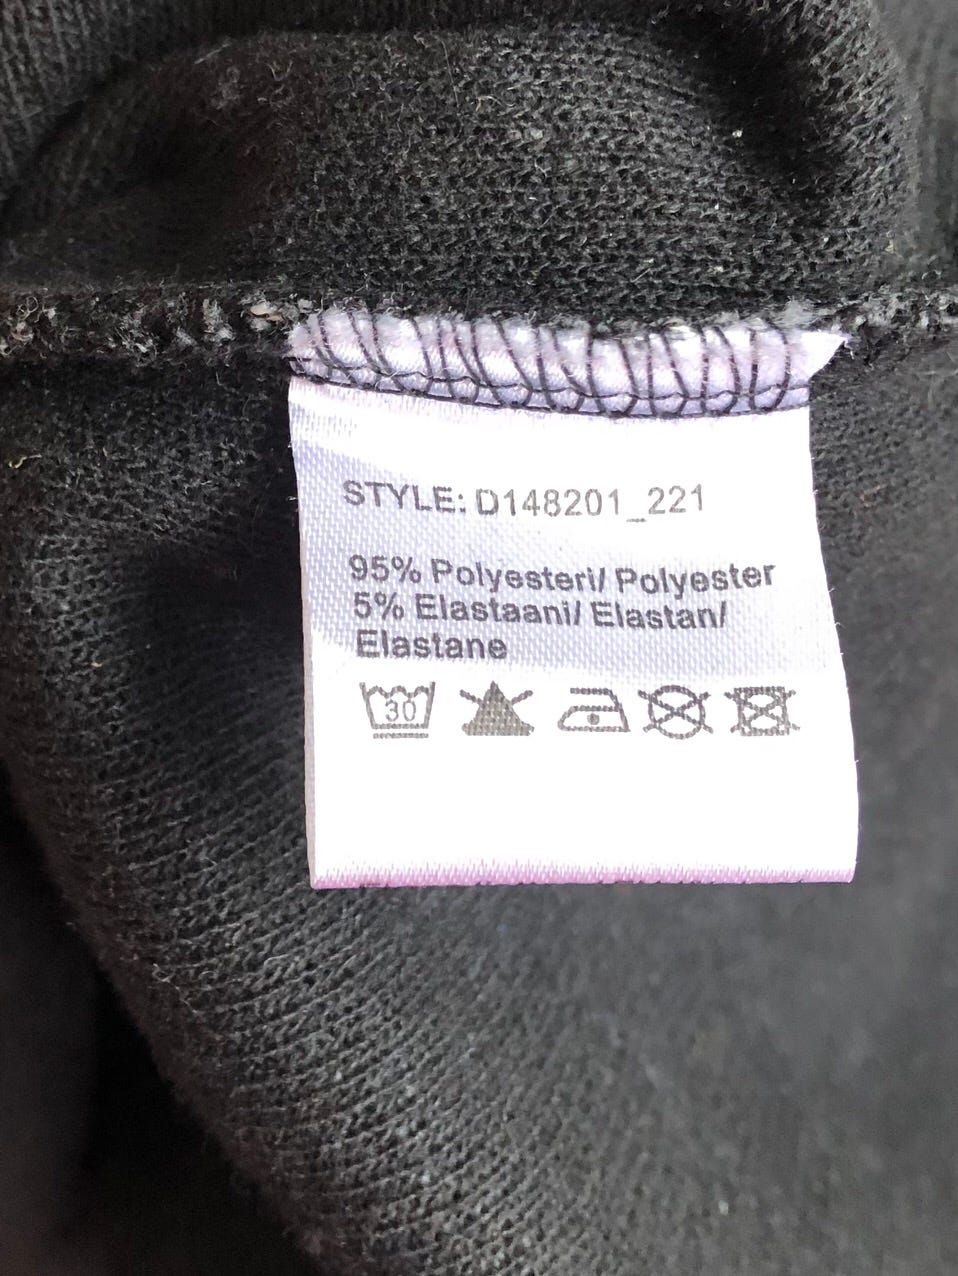 STYLE: D148201_221
95% Polyesteri/ Polyester
5% Elastaani/ Elastan/
Elastane
30